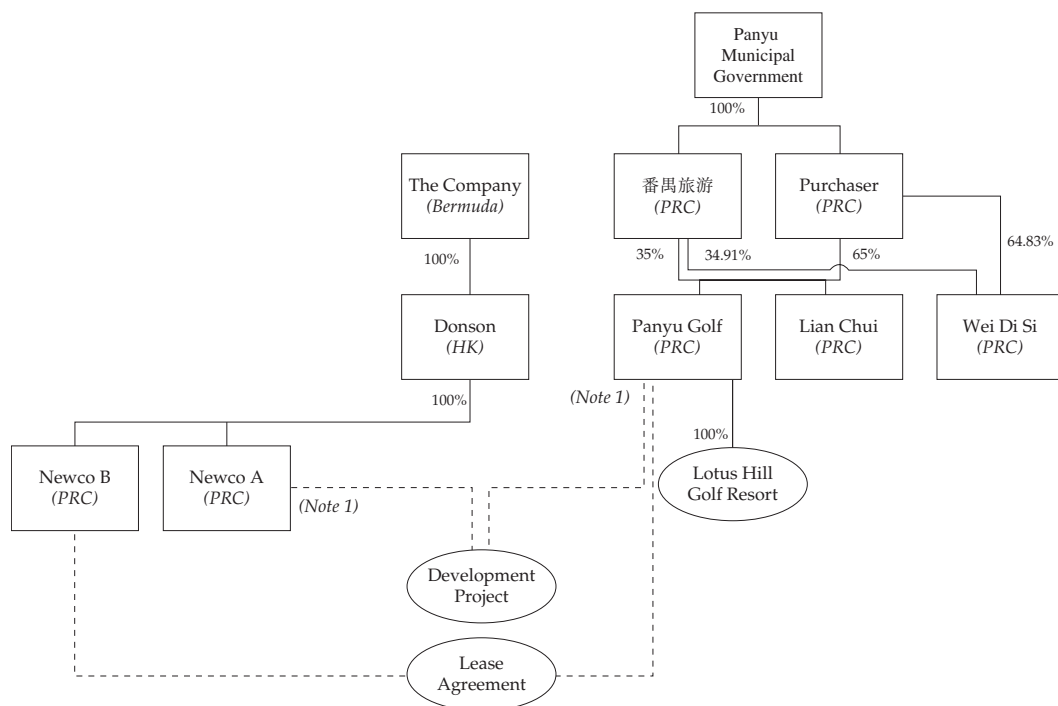 Panyu
Municipal
Government
100%
The Company
(Bermuda)
番禺旅游
(PRC)
Purchaser
(PRC)
100%
35%
34.91%
65%
64.83%
Donson
(HK)
Panyu Golf
(PRC)
Lian Chui
(PRC)
Wei Di Si
(PRC)
100%
(Note 1)
100%
Newco B
(PRC)
Newco A
(PRC)
(Note 1)
Lotus Hill
Golf Resort
Development
Project
Lease
Agreement